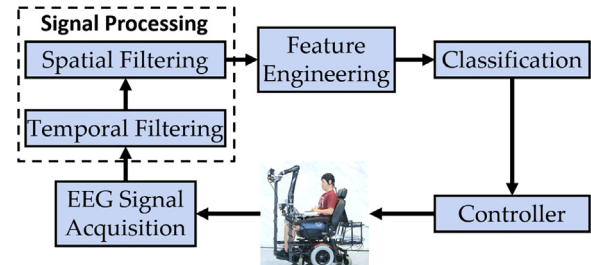 Signal Processing
Spatial Filtering
Temporal Filtering
Feature
Engineering
Classification
EEG Signal
Acquisition
Controller